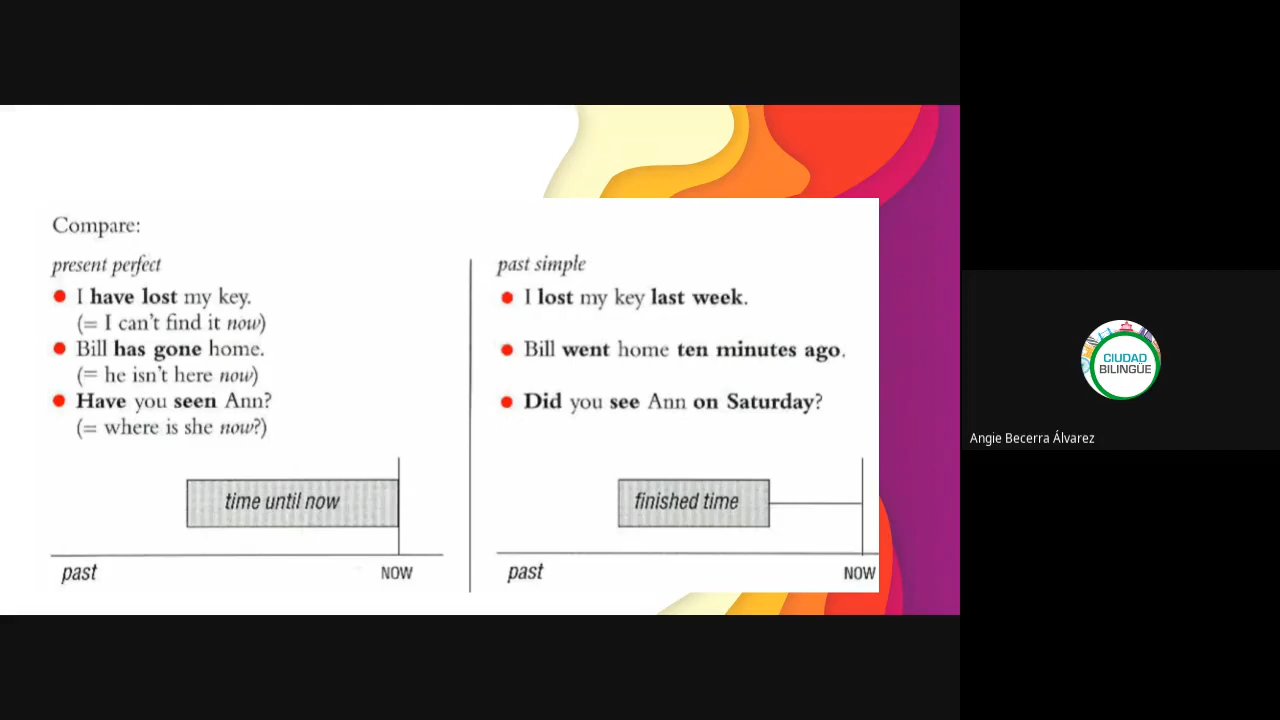 Compare:
present perfect
● I have lost my key.
(= I can't find it now)
● Bill has gone home.
(= he isn't here now)
● Have you seen Ann?
(= where is she now?)
time until now
past
NOW
past simple
● I lost my key last week.
● Bill went home ten minutes ago.
● Did you see Ann on Saturday?
finished time
past
NOW
CIUDAD
BILINGÜE
Angie Becerra Álvarez